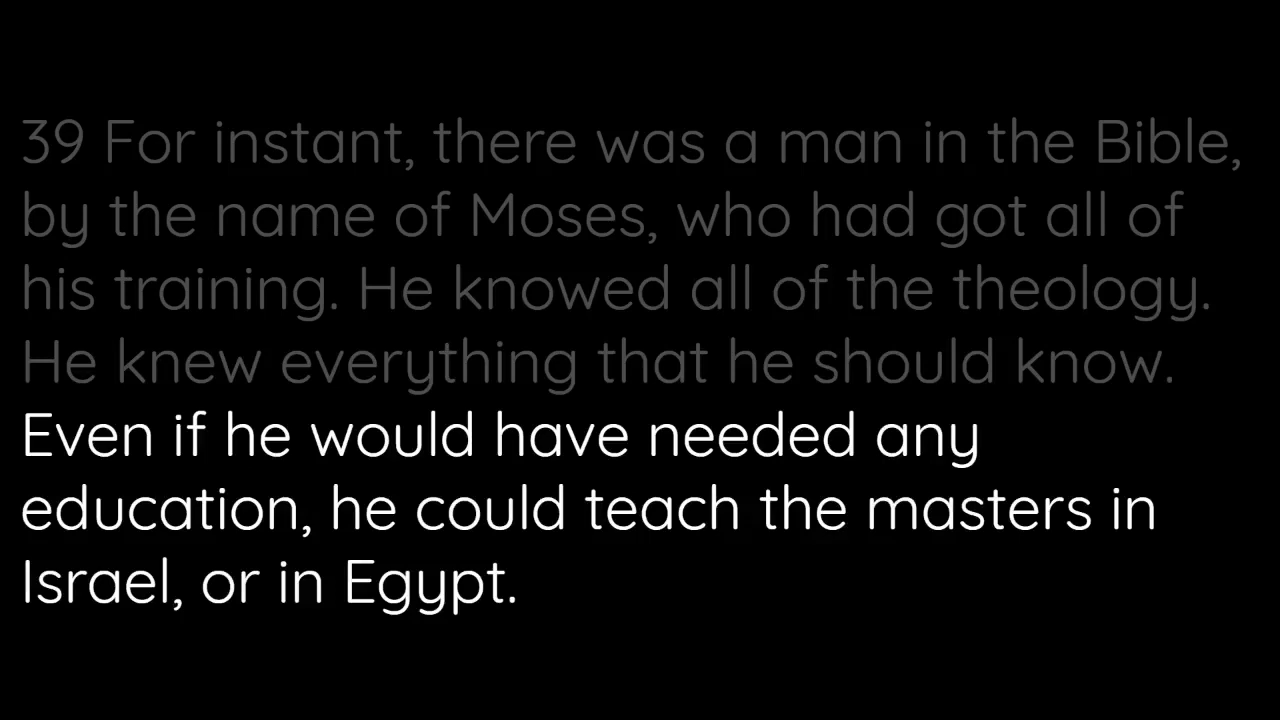 39 For instant, there was a man in the Bible,
by the name of Moses, who had got all of
his training. He knowed all of the theology.
He knew everything that he should know.
Even if he would have needed any
education, he could teach the masters in
Israel, or in Egypt.